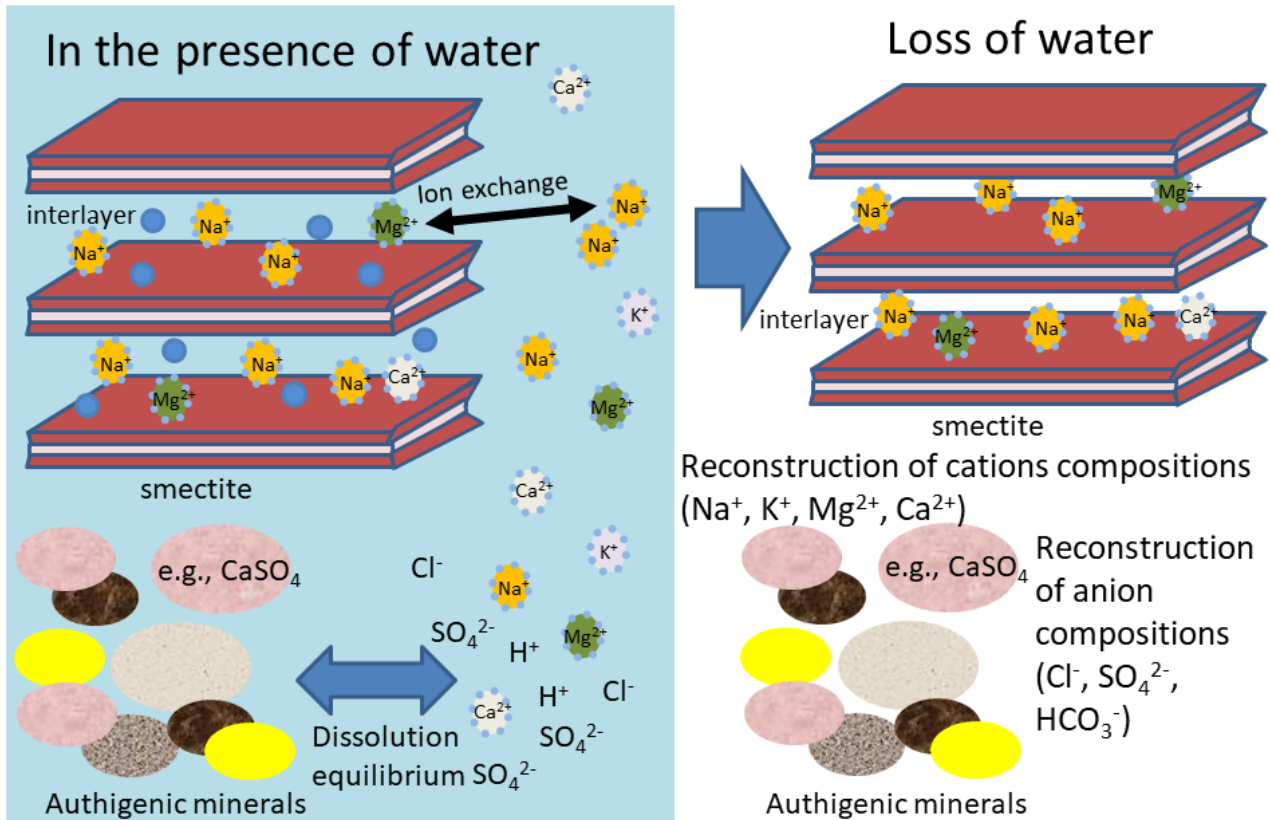 In the presence of water
Ca²⁺
Ion exchange
interlayer
Na⁺
Mg²⁺
Na⁺
Na⁺
Na⁺
Na⁺
K⁺
Na⁺
Na⁺
Na⁺
Na⁺
Ca²⁺
Mg²⁺
Mg²⁺
smectite
Ca²⁺
K⁺
e.g., CaSO₄
Cl⁻
Na⁺
SO₄²⁻
H⁺
Mg²⁺
H⁺
Cl⁻
Ca²⁺
SO₄²⁻
Dissolution
equilibrium
SO₄²⁻
Authigenic minerals
Loss of water
Na⁺
Na⁺
Na⁺
Mg²⁺
interlayer
Na⁺
Mg²⁺
Na⁺
Na⁺
Ca²⁺
smectite
Reconstruction of cations compositions
(Na⁺, K⁺, Mg²⁺, Ca²⁺)
e.g., CaSO₄
Reconstruction
of anion
compositions
(Cl⁻, SO₄²⁻,
HCO₃⁻)
Authigenic minerals